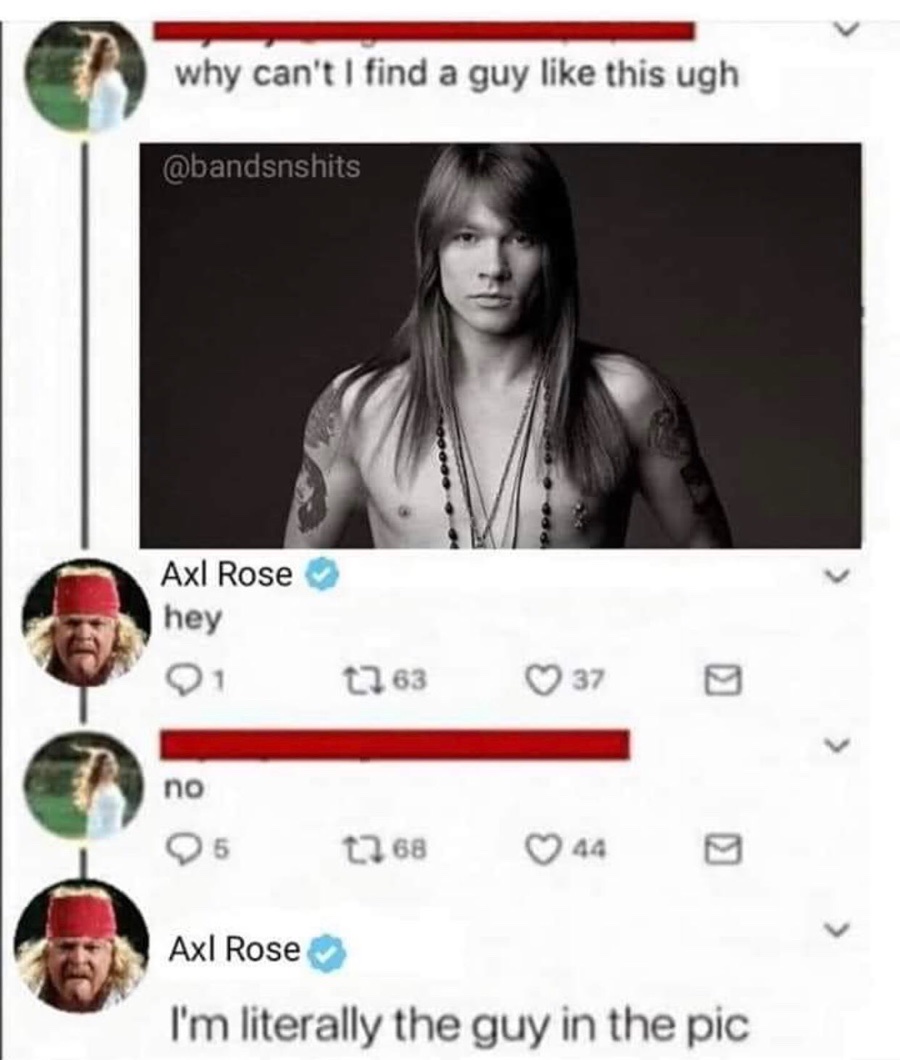 why can't I find a guy like this ugh
@bandsnshits
Axl Rose
hey
1 63 37
no
5 68 44
Axl Rose
I'm literally the guy in the pic